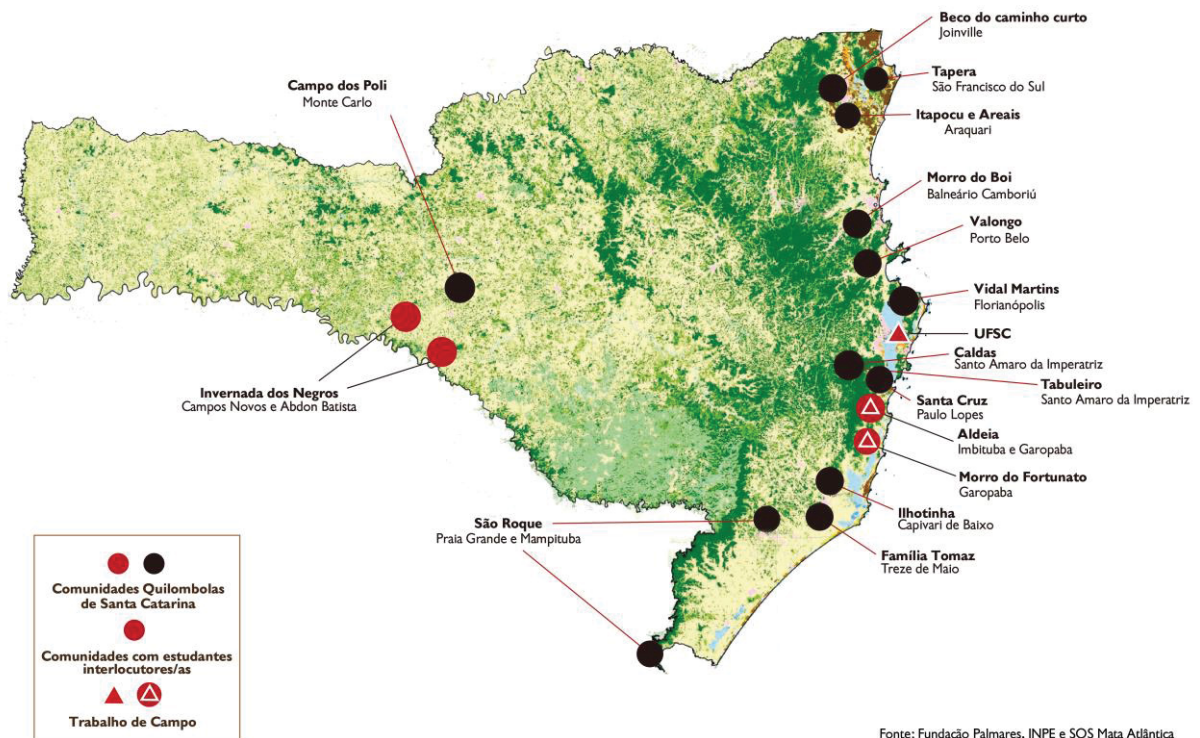 Beco do caminho curto
Joinville
Campo dos Poli
Monte Carlo
Tapera
São Francisco do Sul
Itapocu e Areais
Araquari
Morro do Boi
Balneário Camboriú
Valongo
Porto Belo
Vidal Martins
Florianópolis
UFSC
Caldas
Santo Amaro da Imperatriz
Tabuleiro
Santo Amaro da Imperatriz
Invernada dos Negros
Campos Novos e Abdon Batista
Santa Cruz
Paulo Lopes
Aldeia
Imbituba e Garopaba
Morro do Fortunato
Garopaba
Ilhotinha
Capivari de Baixo
São Roque
Praia Grande e Mampituba
Família Tomaz
Treze de Maio
Comunidades Quilombolas
de Santa Catarina
Comunidades com estudantes
interlocutores/as
Trabalho de Campo
Fonte: Fundação Palmares, INPE e SOS Mata Atlântica